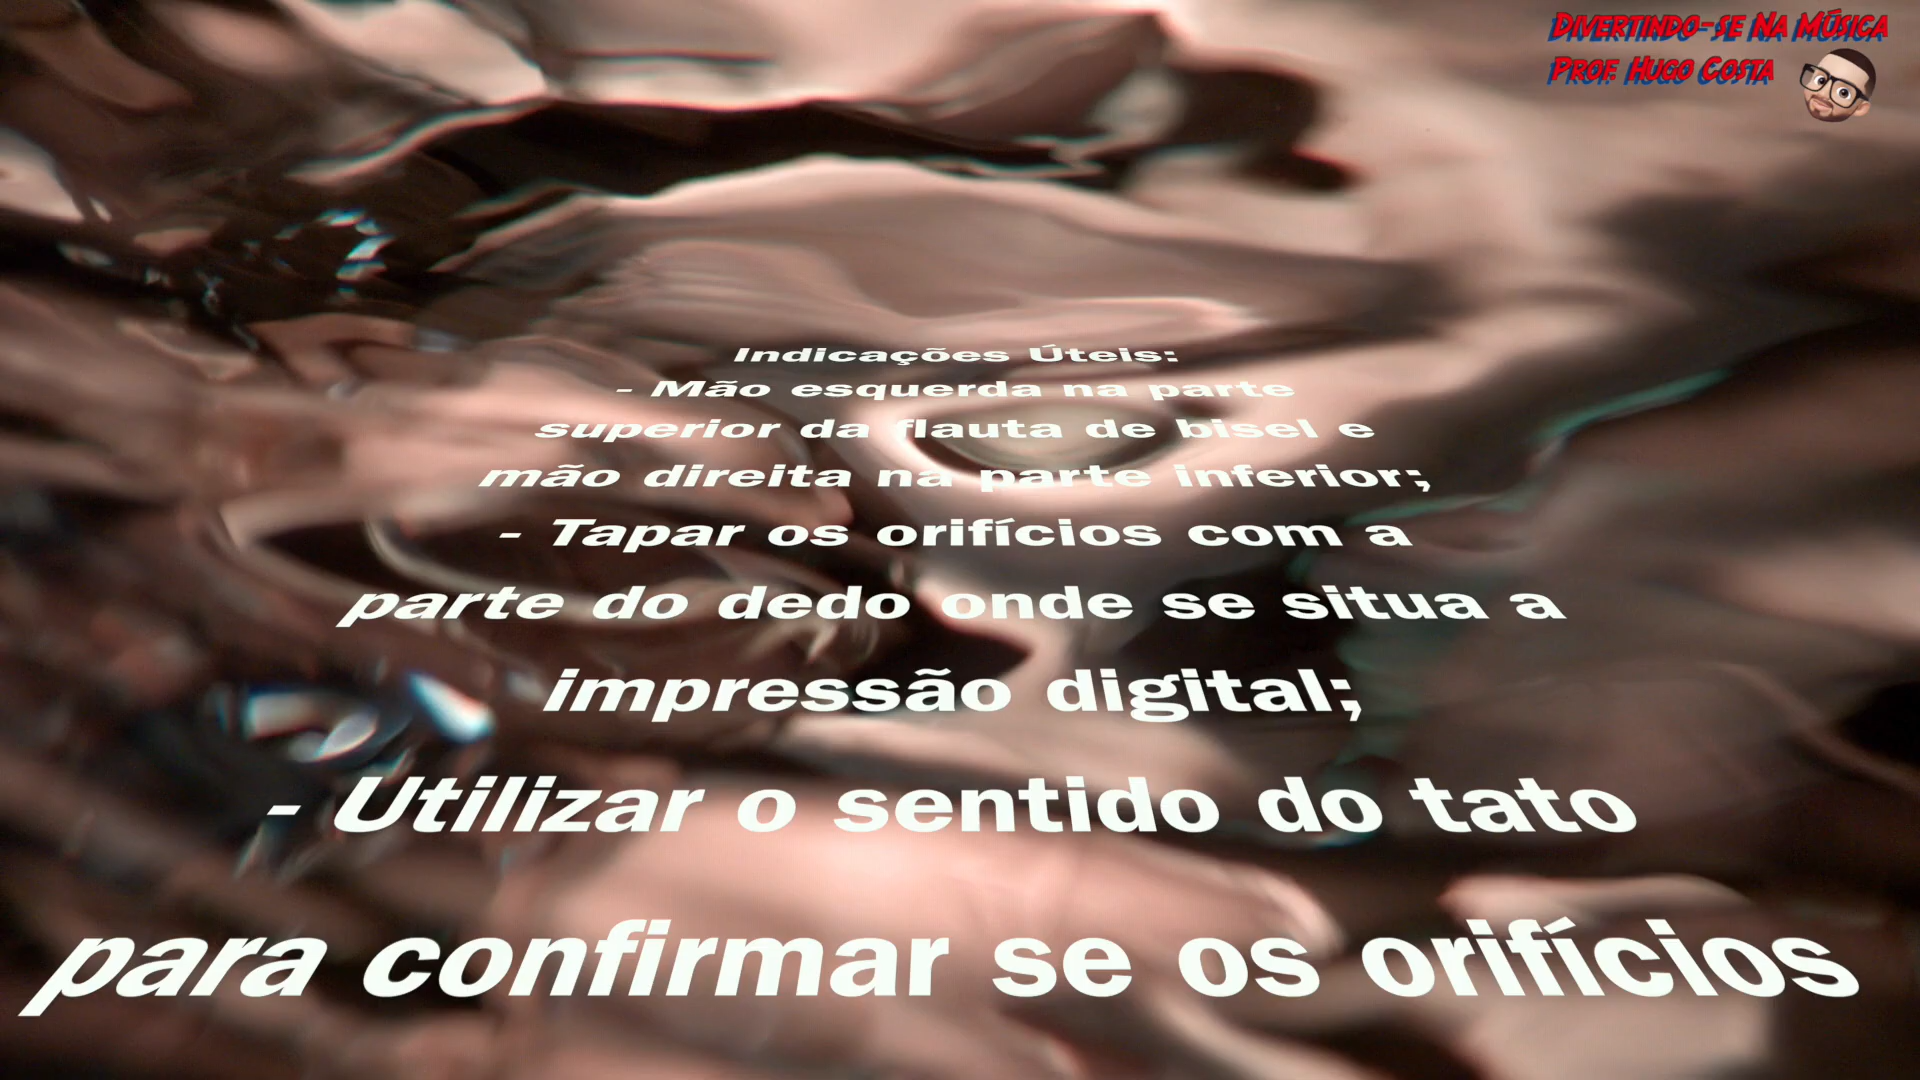 Divertindo-se Na Música
Prof. Hugo Costa
Indicações Úteis:
- Mão esquerda na parte
superior da flauta de bisel e
mão direita na parte inferior;
- Tapar os orifícios com a
parte do dedo onde se situa a
impressão digital;
- Utilizar o sentido do tato
para confirmar se os orifícios